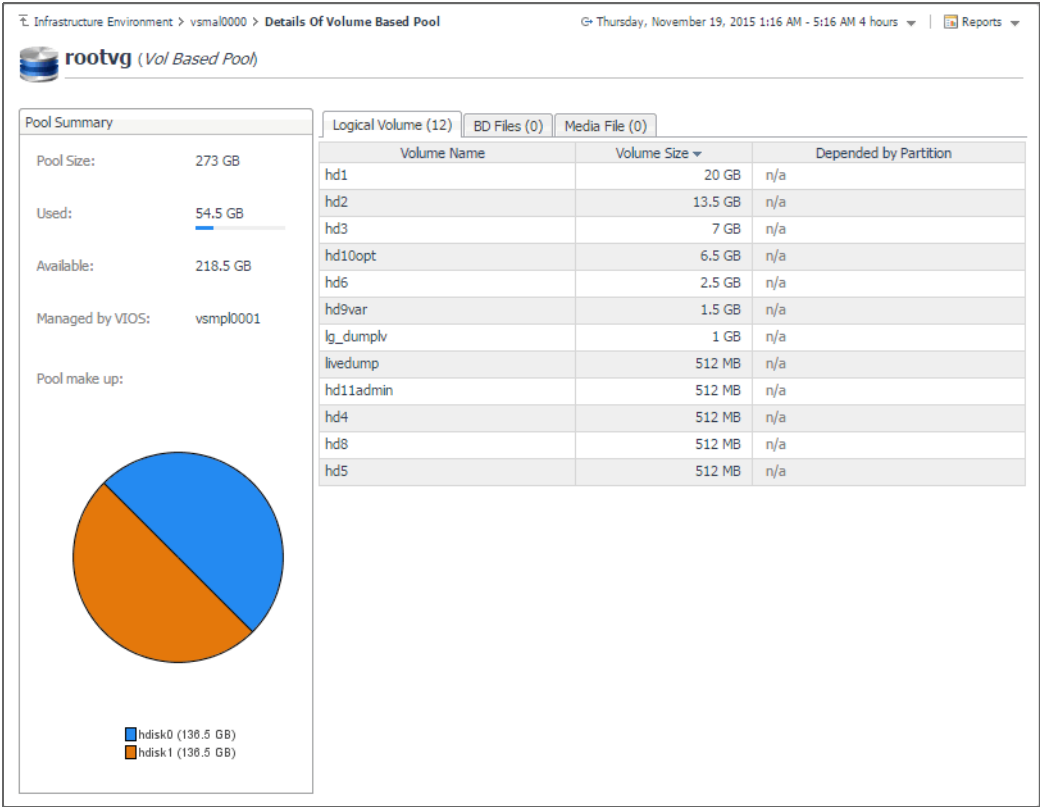 Infrastructure Environment > vsmal0000 > Details Of Volume Based Pool
Thursday, November 19, 2015 1:16 AM - 5:16 AM 4 hours
Reports
rootvg (Vol Based Pool)
Pool Summary
Pool Size: 273 GB
Used: 54.5 GB
Available: 218.5 GB
Managed by VIOS: vsmpl0001
Pool make up:
hdisk0 (136.5 GB)
hdisk1 (136.5 GB)
Logical Volume (12) BD Files (0) Media File (0)
Volume Name Volume Size Depended by Partition
hd1 20 GB n/a
hd2 13.5 GB n/a
hd3 7 GB n/a
hd10opt 6.5 GB n/a
hd6 2.5 GB n/a
hd9var 1.5 GB n/a
lg_dumplv 1 GB n/a
livedump 512 MB n/a
hd11admin 512 MB n/a
hd4 512 MB n/a
hd8 512 MB n/a
hd5 512 MB n/a